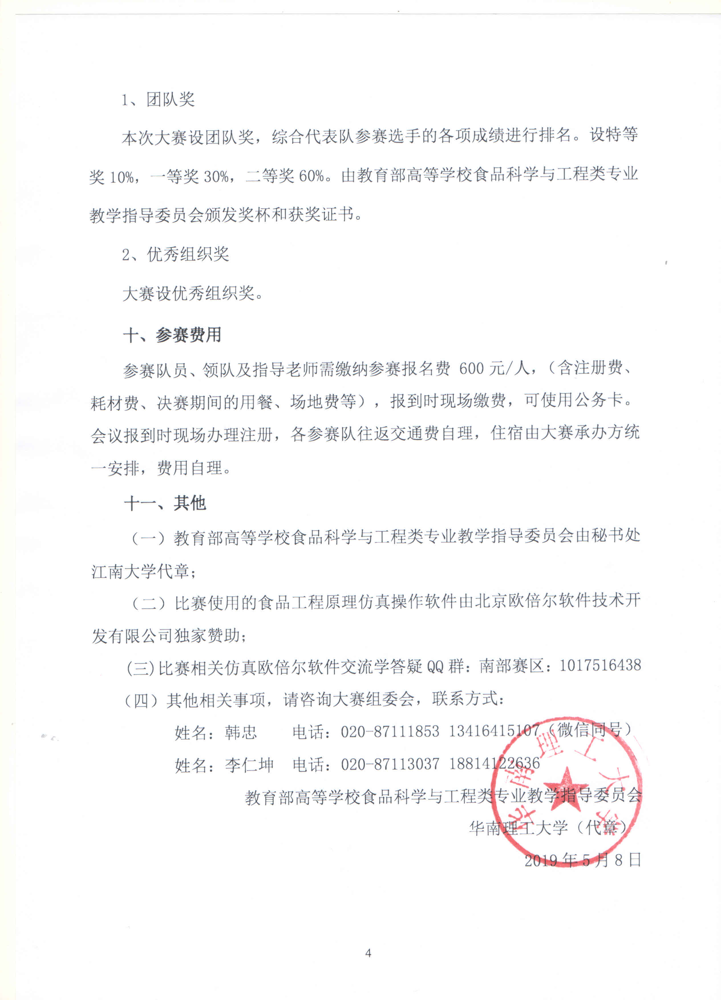 1、团队奖
本次大赛设团队奖，综合代表队参赛选手的各项成绩进行排名。设特等
奖10%，一等奖30%，二等奖60%。由教育部高等学校食品科学与工程类专业
教学指导委员会颁发奖杯和获奖证书。
2、优秀组织奖
大赛设优秀组织奖。
十、参赛费用
参赛队员、领队及指导老师需缴纳参赛报名费 600 元/人，（含注册费、
耗材费、决赛期间的用餐、场地费等），报到时现场缴费，可使用公务卡。
会议报到时现场办理注册，各参赛队往返交通费自理，住宿由大赛承办方统
一安排，费用自理。
十一、其他
（一）教育部高等学校食品科学与工程类专业教学指导委员会由秘书处
江南大学代章；
（二）比赛使用的食品工程原理仿真操作软件由北京欧倍尔软件技术开
发有限公司独家赞助；
(三)比赛相关仿真欧倍尔软件交流学答疑 QQ 群：南部赛区：1017516438
（四）其他相关事项，请咨询大赛组委会，联系方式：
姓名：韩忠 电话：020-87111853 13416415107（微信同号）
姓名：李仁坤 电话：020-87113037 18814122636
教育部高等学校食品科学与工程类专业教学指导委员会
华南理工大学（代章）
2019 年 5 月 8 日
华南理工大学
4